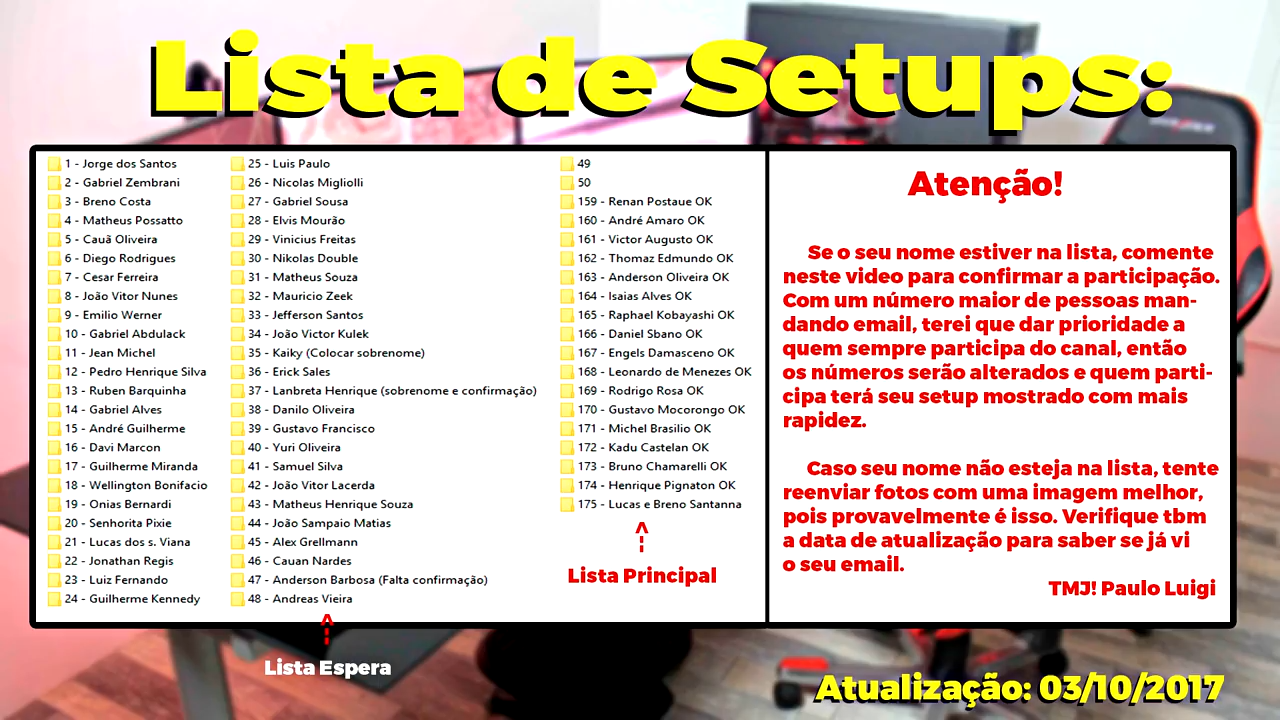 Lista de Setups:
1 - Jorge dos Santos
2 - Gabriel Zembrani
3 - Breno Costa
4 - Matheus Possatto
5 - Cauã Oliveira
6 - Diego Rodrigues
7 - Cesar Ferreira
8 - João Vitor Nunes
9 - Emilio Werner
10 - Gabriel Abdulack
11 - Jean Michel
12 - Pedro Henrique Silva
13 - Ruben Barquinha
14 - Gabriel Alves
15 - André Guilherme
16 - Davi Marcon
17 - Guilherme Miranda
18 - Wellington Bonifacio
19 - Onias Bernardi
20 - Senhorita Pixie
21 - Lucas dos s. Viana
22 - Jonathan Regis
23 - Luiz Fernando
24 - Guilherme Kennedy
25 - Luis Paulo
26 - Nicolas Migliolli
27 - Gabriel Sousa
28 - Elvis Mourão
29 - Vinicius Freitas
30 - Nikolas Double
31 - Matheus Souza
32 - Mauricio Zeek
33 - Jefferson Santos
34 - João Victor Kulek
35 - Kaiky (Colocar sobrenome)
36 - Erick Sales
37 - Lanbreta Henrique (sobrenome e confirmação)
38 - Danilo Oliveira
39 - Gustavo Francisco
40 - Yuri Oliveira
41 - Samuel Silva
42 - João Vitor Lacerda
43 - Matheus Henrique Souza
44 - João Sampaio Matias
45 - Alex Grellmann
46 - Cauan Nardes
47 - Anderson Barbosa (Falta confirmação)
48 - Andreas Vieira
Lista Espera
49
50
159 - Renan Postaue OK
160 - André Amaro OK
161 - Victor Augusto OK
162 - Thomaz Edmundo OK
163 - Anderson Oliveira OK
164 - Isaias Alves OK
165 - Raphael Kobayashi OK
166 - Daniel Sbano OK
167 - Engels Damasceno OK
168 - Leonardo de Menezes OK
169 - Rodrigo Rosa OK
170 - Gustavo Mocorongo OK
171 - Michel Brasilio OK
172 - Kadu Castelan OK
173 - Bruno Chamarelli OK
174 - Henrique Pignaton OK
175 - Lucas e Breno Santanna
Lista Principal
Atenção!
Se o seu nome estiver na lista, comente
neste video para confirmar a participação.
Com um número maior de pessoas man-
dando email, terei que dar prioridade a
quem sempre participa do canal, então
os números serão alterados e quem parti-
cipa terá seu setup mostrado com mais
rapidez.
Caso seu nome não esteja na lista, tente
reenviar fotos com uma imagem melhor,
pois provavelmente é isso. Verifique tbm
a data de atualização para saber se já vi
o seu email.
TMJ! Paulo Luigi
Atualização: 03/10/2017